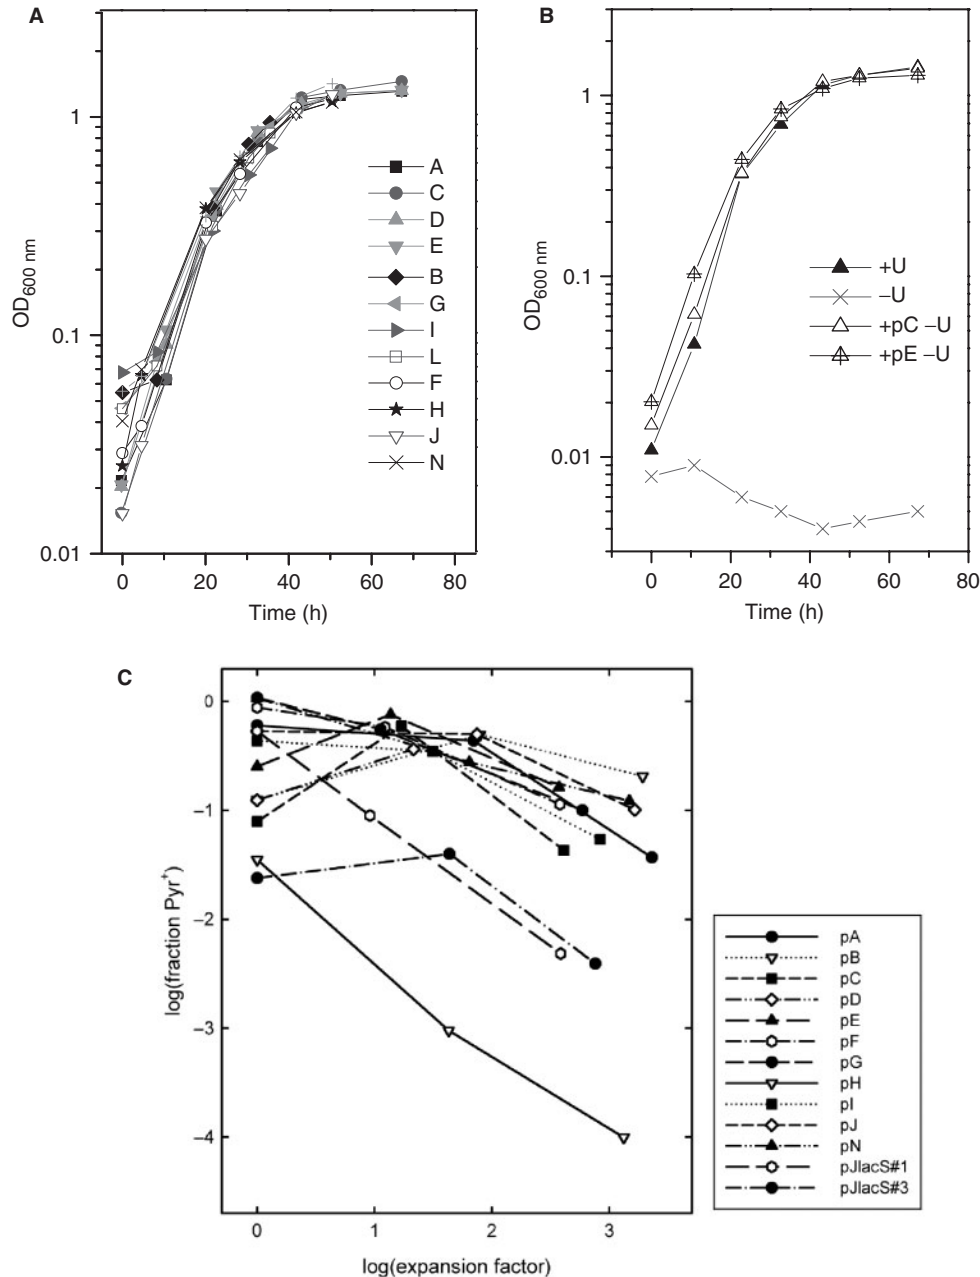 A
1
0.1
0.01
OD600 nm
0
20
40
60
80
Time (h)
A
C
D
E
B
G
I
L
F
H
J
N
B
1
0.1
0.01
OD600 nm
0
20
40
60
80
Time (h)
+U
–U
+pC –U
+pE –U
C
0
−1
−2
−3
−4
log(fraction Pyr+)
0
1
2
3
log(expansion factor)
pA
pB
pC
pD
pE
pF
pG
pH
pI
pJ
pN
pJlacS#1
pJlacS#3